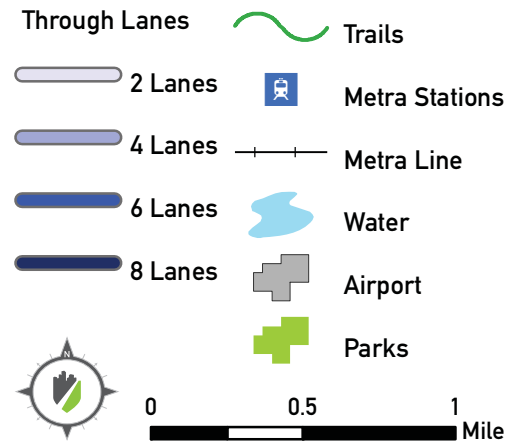 Through Lanes
2 Lanes
4 Lanes
6 Lanes
8 Lanes
Trails
Metra Stations
Metra Line
Water
Airport
Parks
N
0 0.5 1
Mile